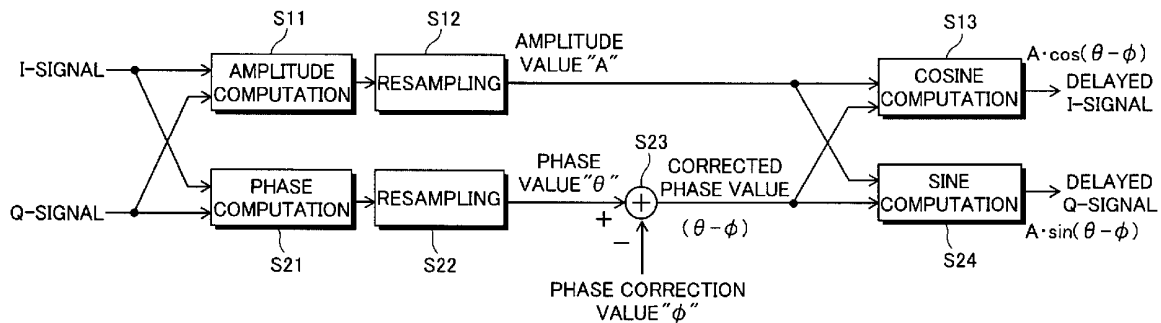 S11
S12
S13
I-SIGNAL
AMPLITUDE
COMPUTATION
RESAMPLING
AMPLITUDE
VALUE "A"
COSINE
COMPUTATION
A·cos(θ-φ)
DELAYED
I-SIGNAL
S23
Q-SIGNAL
PHASE
COMPUTATION
RESAMPLING
PHASE
VALUE "θ"
+
+
−
CORRECTED
PHASE VALUE
(θ-φ)
SINE
COMPUTATION
DELAYED
Q-SIGNAL
A·sin(θ-φ)
S21
S22
S24
PHASE CORRECTION
VALUE "φ"